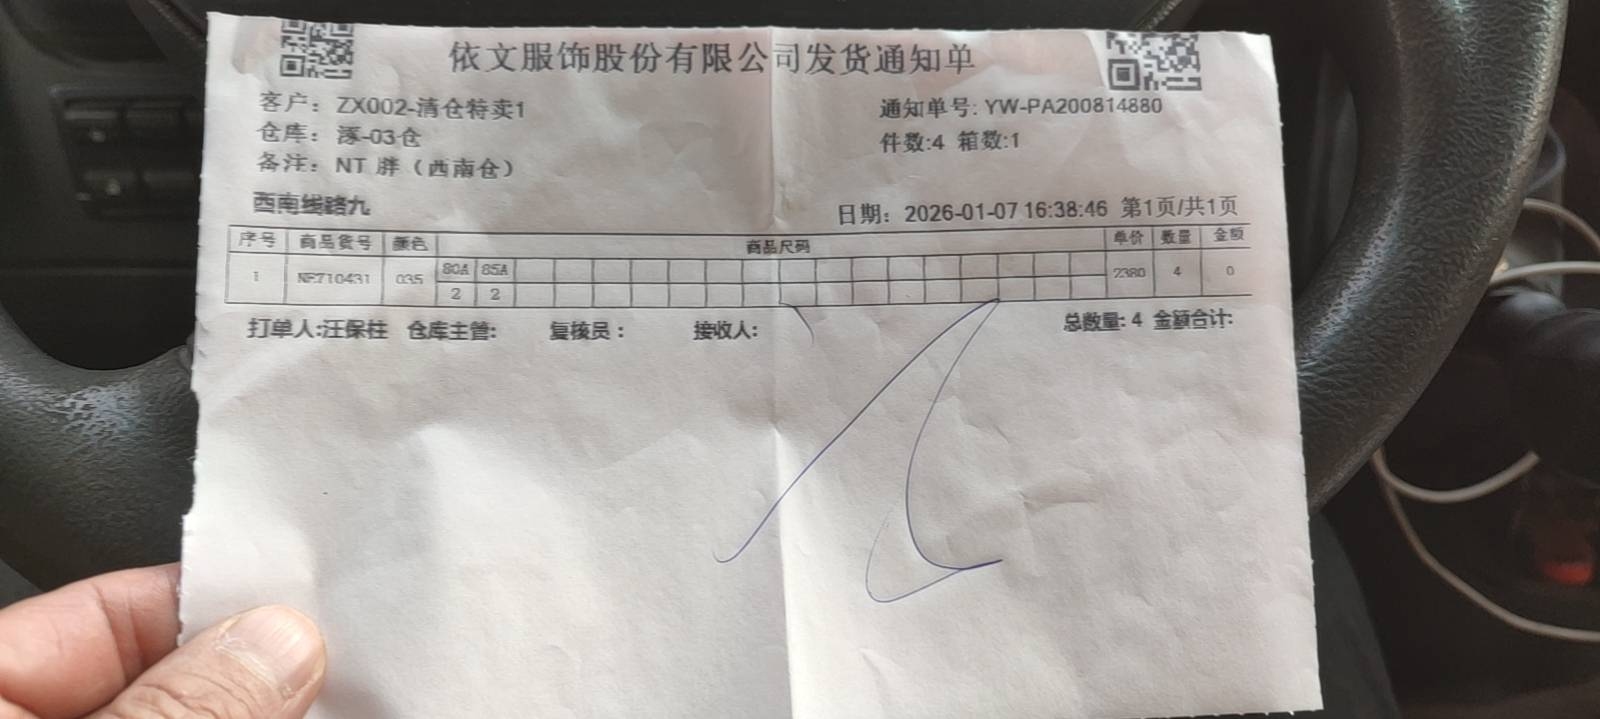 依文服饰股份有限公司发货通知单
客户：ZX002-清仓特卖1 通知单号: YW-PA200814880
仓库：涿-03仓 件数:4 箱数:1
备注：NT 胖（西南仓）
西南线路九 日期：2026-01-07 16:38:46 第1页/共1页
序号 商品货号 颜色 商品尺码 单价 数量 金额
1 NE710431 035 80A 85A 2380 4 0
2 2
打单人:汪保柱 仓库主管: 复核员： 接收人: 总数量: 4 金额合计: